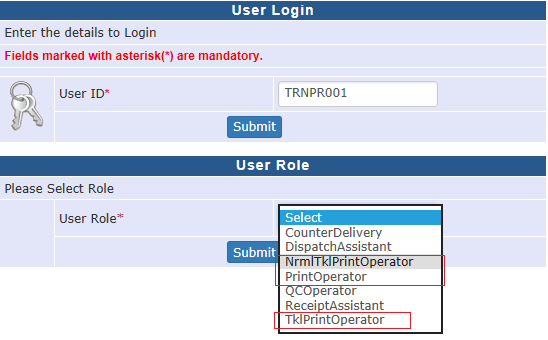 User Login
Enter the details to Login
Fields marked with asterisk(*) are mandatory.
User ID*
TRNPR001
Submit
User Role
Please Select Role
User Role*
Select
CounterDelivery
DispatchAssistant
NrmlTklPrintOperator
PrintOperator
QCOperator
ReceiptAssistant
TklPrintOperator
Submit